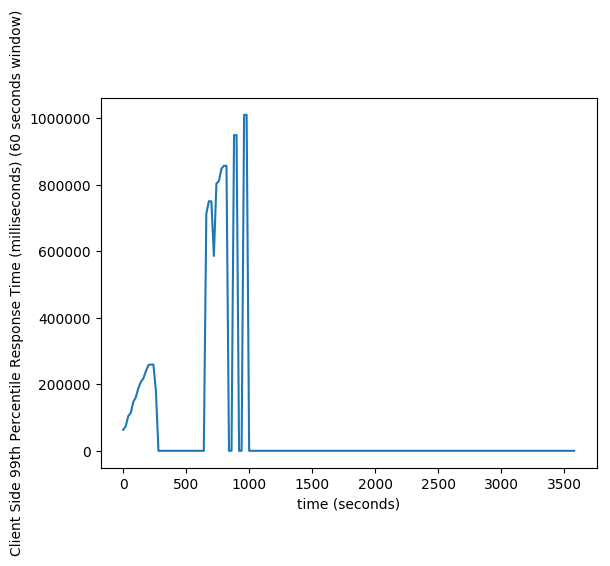 Client Side 99th Percentile Response Time (milliseconds) (60 seconds window)
1000000
800000
600000
400000
200000
0
0 500 1000 1500 2000 2500 3000 3500
time (seconds)